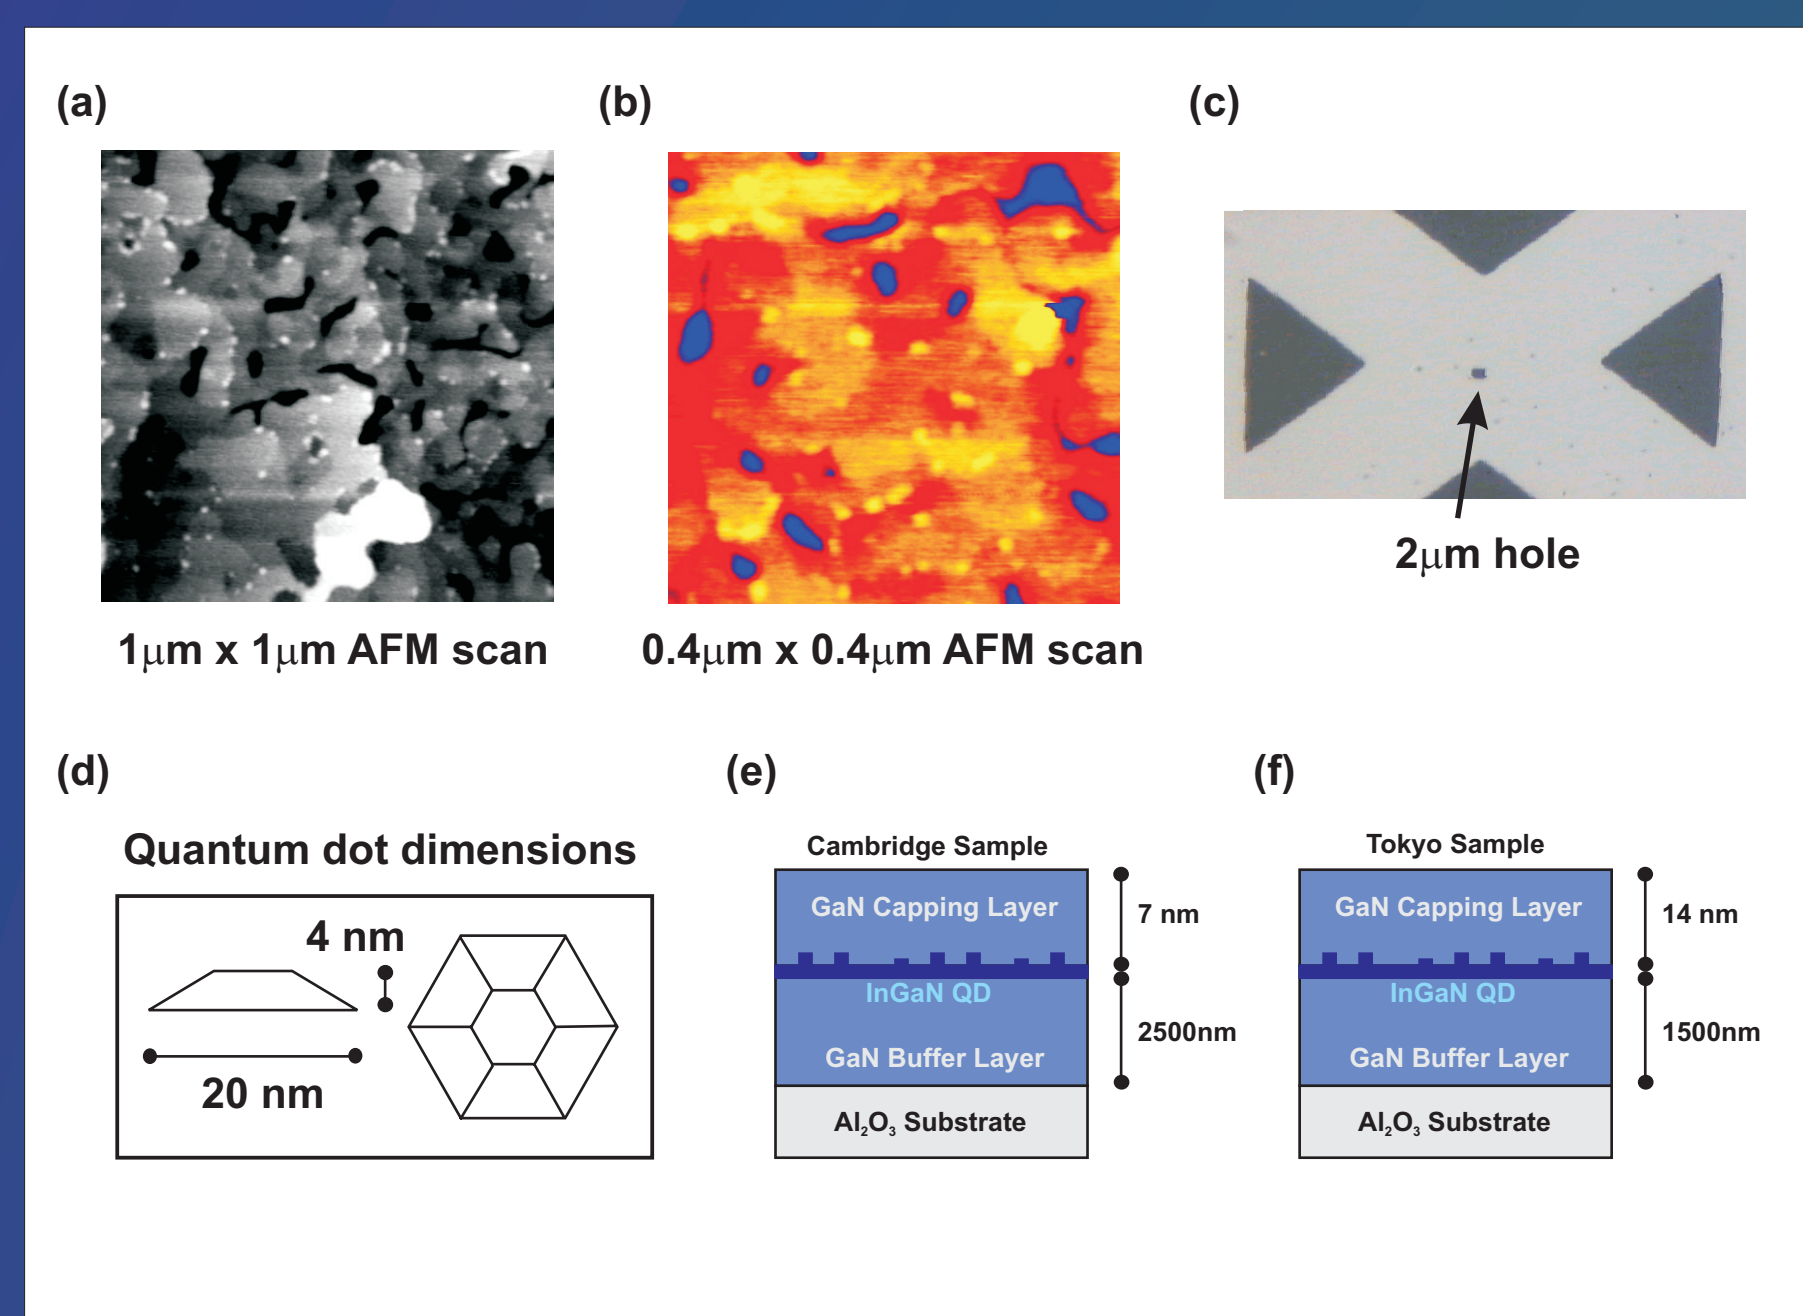 (a)
(b)
(c)
1μm x 1μm AFM scan
0.4μm x 0.4μm AFM scan
2μm hole
(d)
(e)
(f)
Quantum dot dimensions
4 nm
20 nm
Cambridge Sample
GaN Capping Layer
7 nm
InGaN QD
2500nm
GaN Buffer Layer
Al₂O₃ Substrate
Tokyo Sample
GaN Capping Layer
14 nm
InGaN QD
1500nm
GaN Buffer Layer
Al₂O₃ Substrate